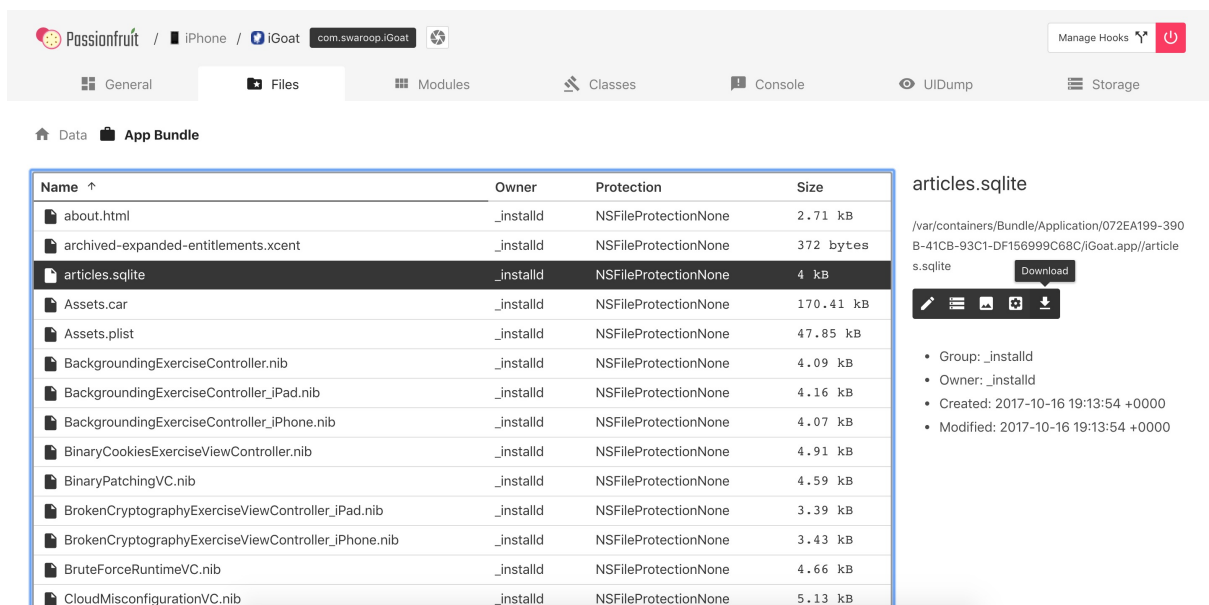 Passionfruit / iPhone / iGoat com.swaroop.iGoat Manage Hooks
General Files Modules Classes Console UIDump Storage
Data App Bundle
Name ↑ Owner Protection Size
about.html _installd NSFileProtectionNone 2.71 kB
archived-expanded-entitlements.xcent _installd NSFileProtectionNone 372 bytes
articles.sqlite _installd NSFileProtectionNone 4 kB
Assets.car _installd NSFileProtectionNone 170.41 kB
Assets.plist _installd NSFileProtectionNone 47.85 kB
BackgroundingExerciseController.nib _installd NSFileProtectionNone 4.09 kB
BackgroundingExerciseController_iPad.nib _installd NSFileProtectionNone 4.16 kB
BackgroundingExerciseController_iPhone.nib _installd NSFileProtectionNone 4.07 kB
BinaryCookiesExerciseViewController.nib _installd NSFileProtectionNone 4.91 kB
BinaryPatchingVC.nib _installd NSFileProtectionNone 4.59 kB
BrokenCryptographyExerciseViewController_iPad.nib _installd NSFileProtectionNone 3.39 kB
BrokenCryptographyExerciseViewController_iPhone.nib _installd NSFileProtectionNone 3.43 kB
BruteForceRuntimeVC.nib _installd NSFileProtectionNone 4.66 kB
CloudMisconfigurationVC.nib _installd NSFileProtectionNone 5.13 kB
articles.sqlite
/var/containers/Bundle/Application/072EA199-390
B-41CB-93C1-DF156999C68C/iGoat.app//article
s.sqlite
Download
• Group: _installd
• Owner: _installd
• Created: 2017-10-16 19:13:54 +0000
• Modified: 2017-10-16 19:13:54 +0000